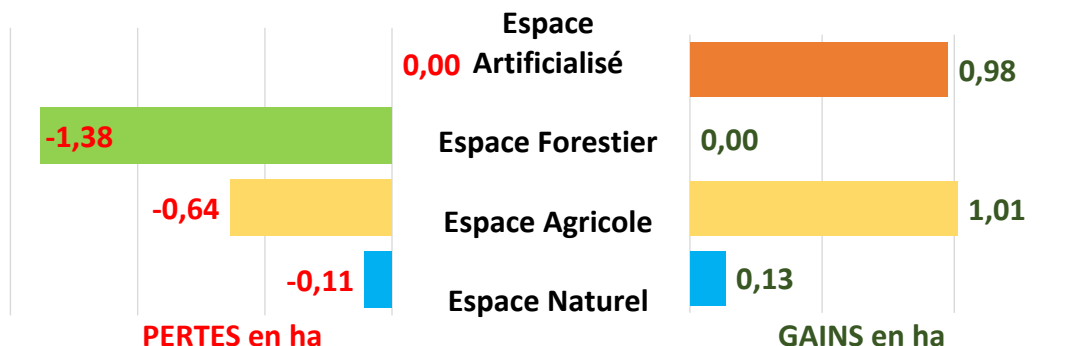 Espace
0,00 Artificialisé 0,98
-1,38 Espace Forestier 0,00
-0,64 Espace Agricole 1,01
-0,11 Espace Naturel 0,13
PERTES en ha GAINS en ha